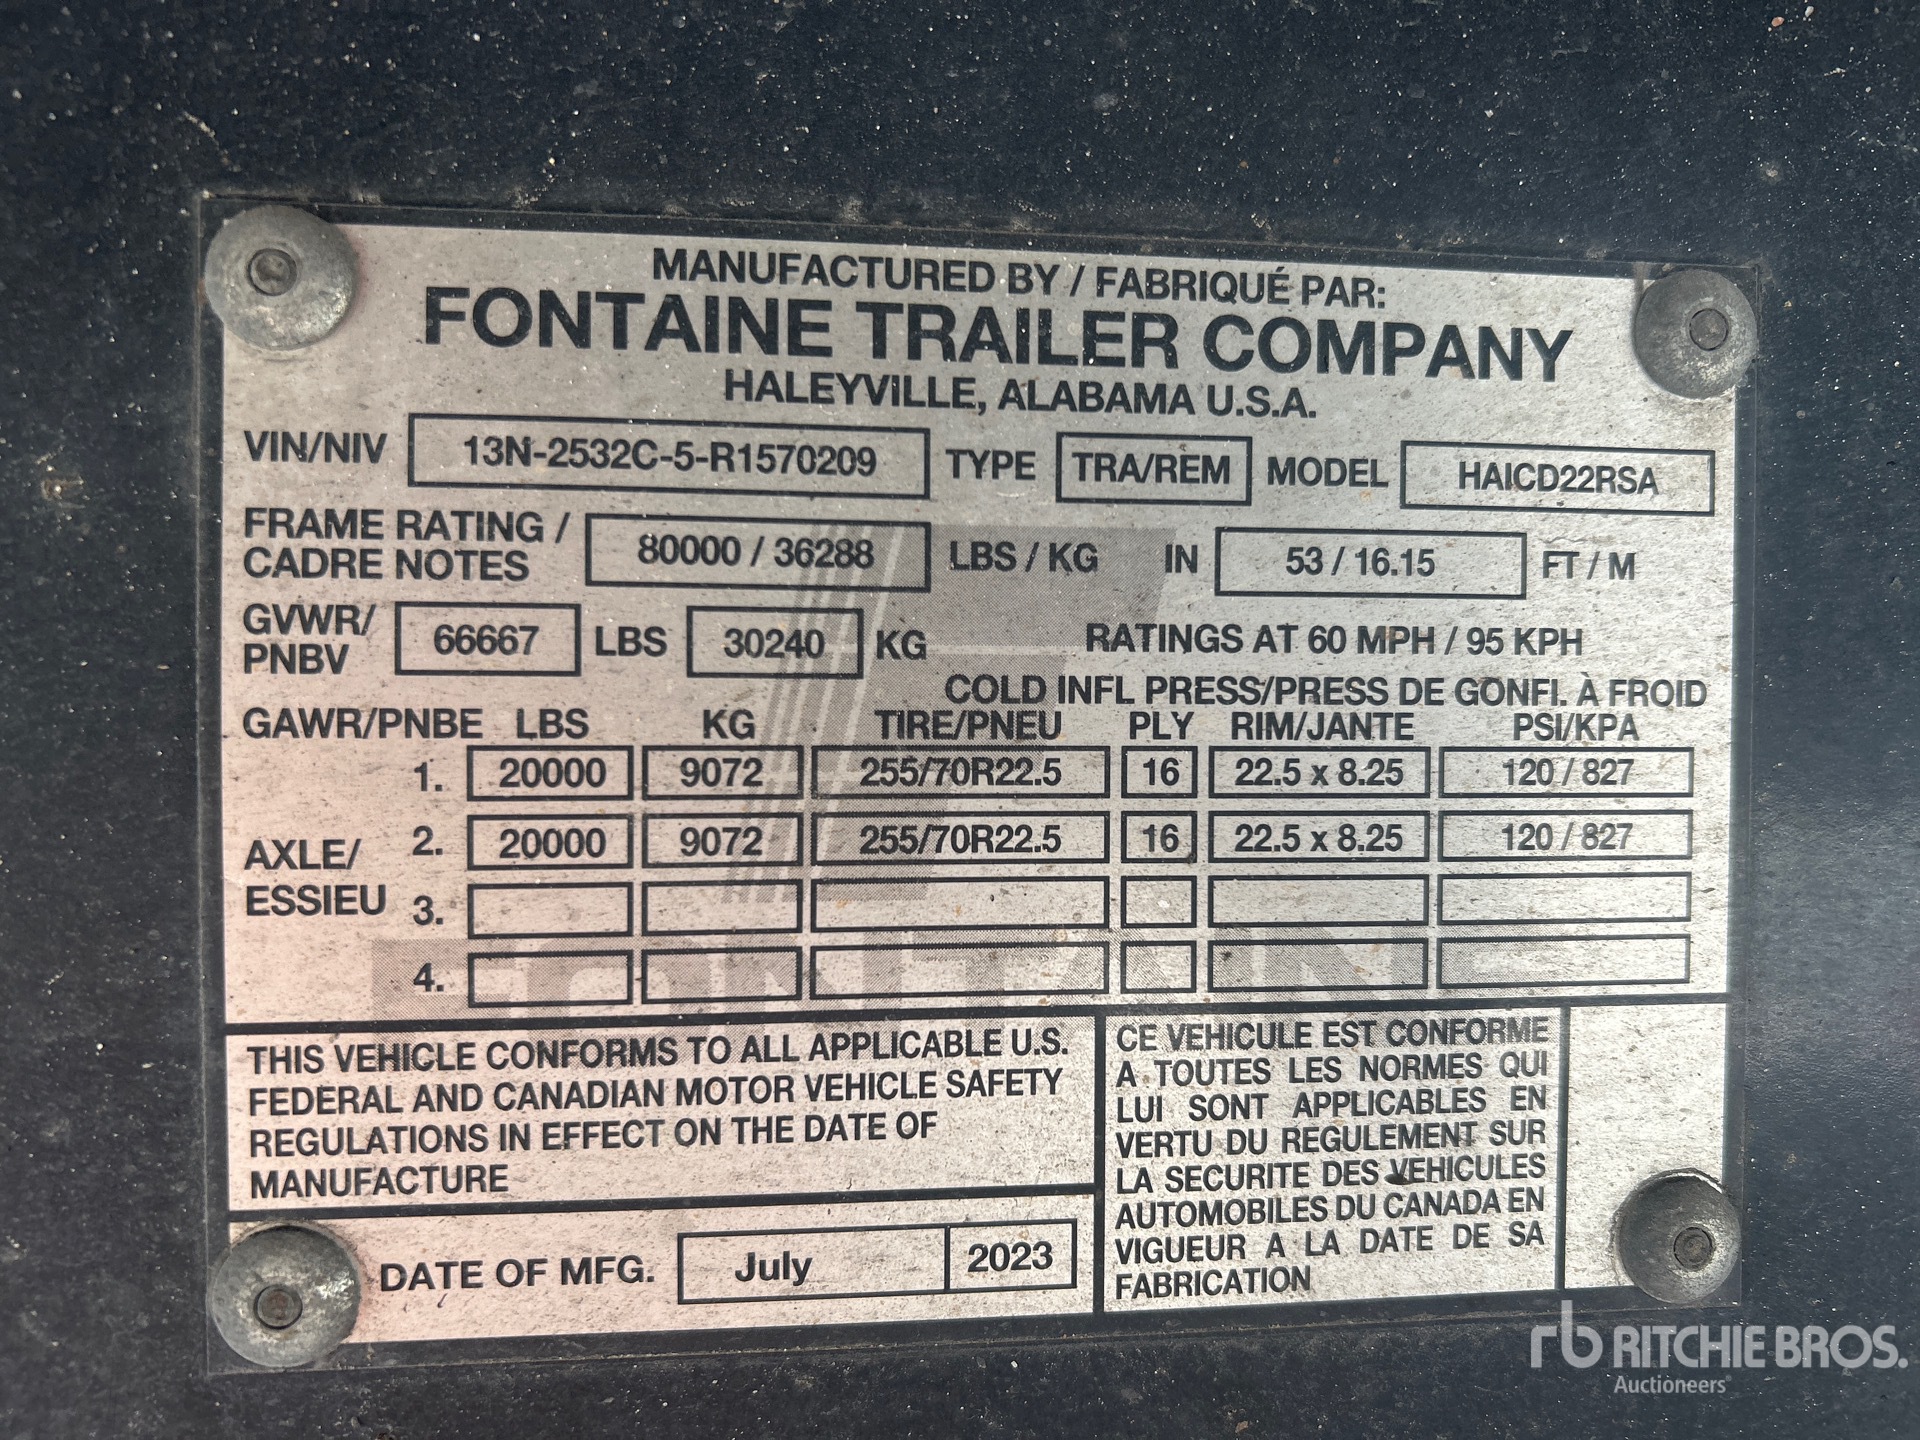 MANUFACTURED BY / FABRIQUÉ PAR:
FONTAINE TRAILER COMPANY
HALEYVILLE, ALABAMA U.S.A.
VIN/NIV 13N-2532C-5-R1570209 TYPE TRA/REM MODEL HAICD22RSA
FRAME RATING /
CADRE NOTES 80000 / 36288 LBS / KG IN 53 / 16.15 FT / M
GVWR/
PNBV 66667 LBS 30240 KG RATINGS AT 60 MPH / 95 KPH
COLD INFL PRESS/PRESS DE GONFI. À FROID
GAWR/PNBE LBS KG TIRE/PNEU PLY RIM/JANTE PSI/KPA
1. 20000 9072 255/70R22.5 16 22.5 x 8.25 120 / 827
AXLE/
ESSIEU
2. 20000 9072 255/70R22.5 16 22.5 x 8.25 120 / 827
3.
4.
FONTAINE
THIS VEHICLE CONFORMS TO ALL APPLICABLE U.S.
FEDERAL AND CANADIAN MOTOR VEHICLE SAFETY
REGULATIONS IN EFFECT ON THE DATE OF
MANUFACTURE
DATE OF MFG. July 2023
CE VEHICULE EST CONFORME
A TOUTES LES NORMES QUI
LUI SONT APPLICABLES EN
VERTU DU REGULEMENT SUR
LA SECURITE DES VEHICULES
AUTOMOBILES DU CANADA EN
VIGUEUR A LA DATE DE SA
FABRICATION
rb RITCHIE BROS.
Auctioneers